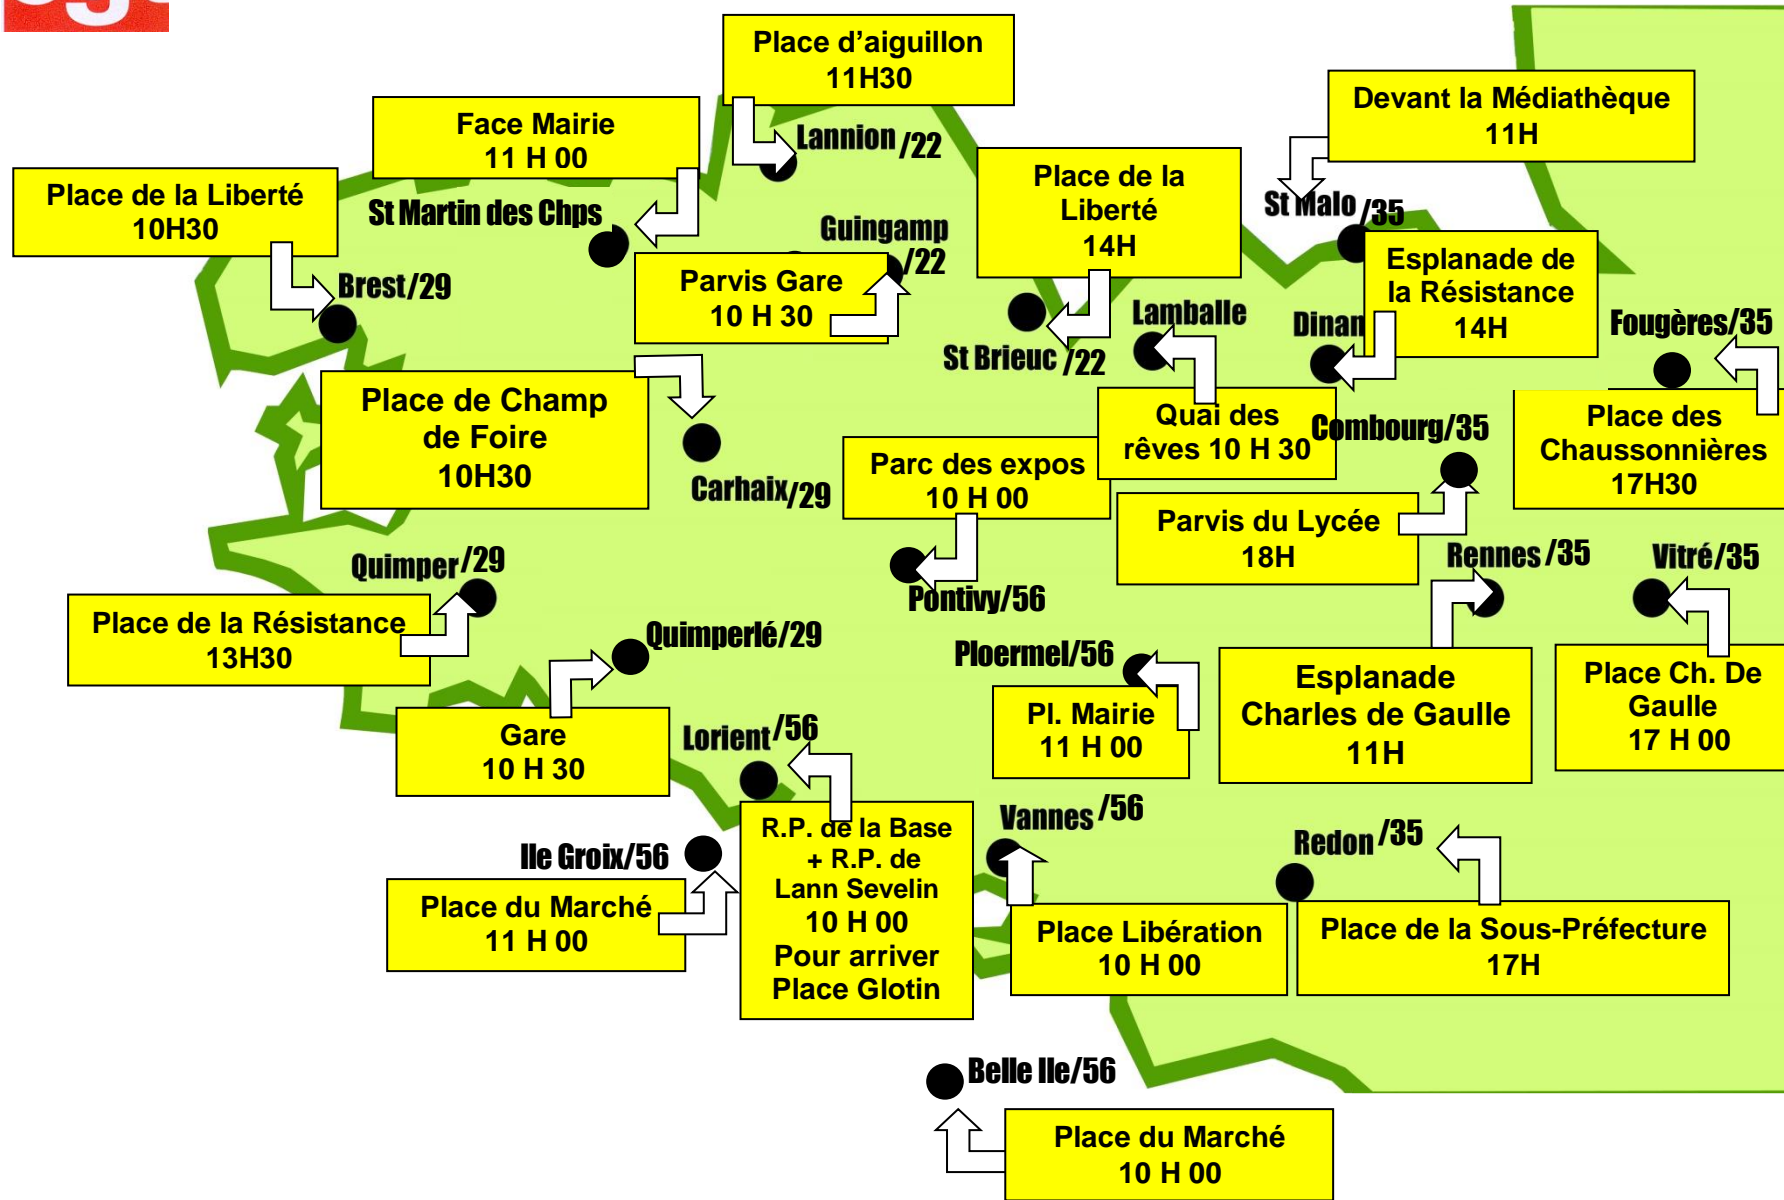 Place d'aiguillon
11H30
Devant la Médiathèque
11H
Face Mairie
11 H 00
Lannion /22
Place de la Liberté
10H30
St Martin des Chps
Guingamp
/22
Place de la
Liberté
14H
St Malo /35
Brest/29
Parvis Gare
10 H 30
Esplanade de
la Résistance
14H
St Brieuc /22
Lamballe
Dinan
Fougères/35
Place de Champ
de Foire
10H30
Carhaix/29
Quai des
rêves 10 H 30
Combourg/35
Place des
Chaussonnières
17H30
Parc des expos
10 H 00
Parvis du Lycée
18H
Quimper/29
Pontivy/56
Rennes /35
Vitré/35
Place de la Résistance
13H30
Quimperlé/29
Ploermel/56
Pl. Mairie
11 H 00
Esplanade
Charles de Gaulle
11H
Place Ch. De
Gaulle
17 H 00
Gare
10 H 30
Lorient/56
R.P. de la Base
+ R.P. de
Lann Sevelin
10 H 00
Pour arriver
Place Glotin
Vannes /56
Redon /35
Ile Groix/56
Place du Marché
11 H 00
Place Libération
10 H 00
Place de la Sous-Préfecture
17H
Belle Ile/56
Place du Marché
10 H 00